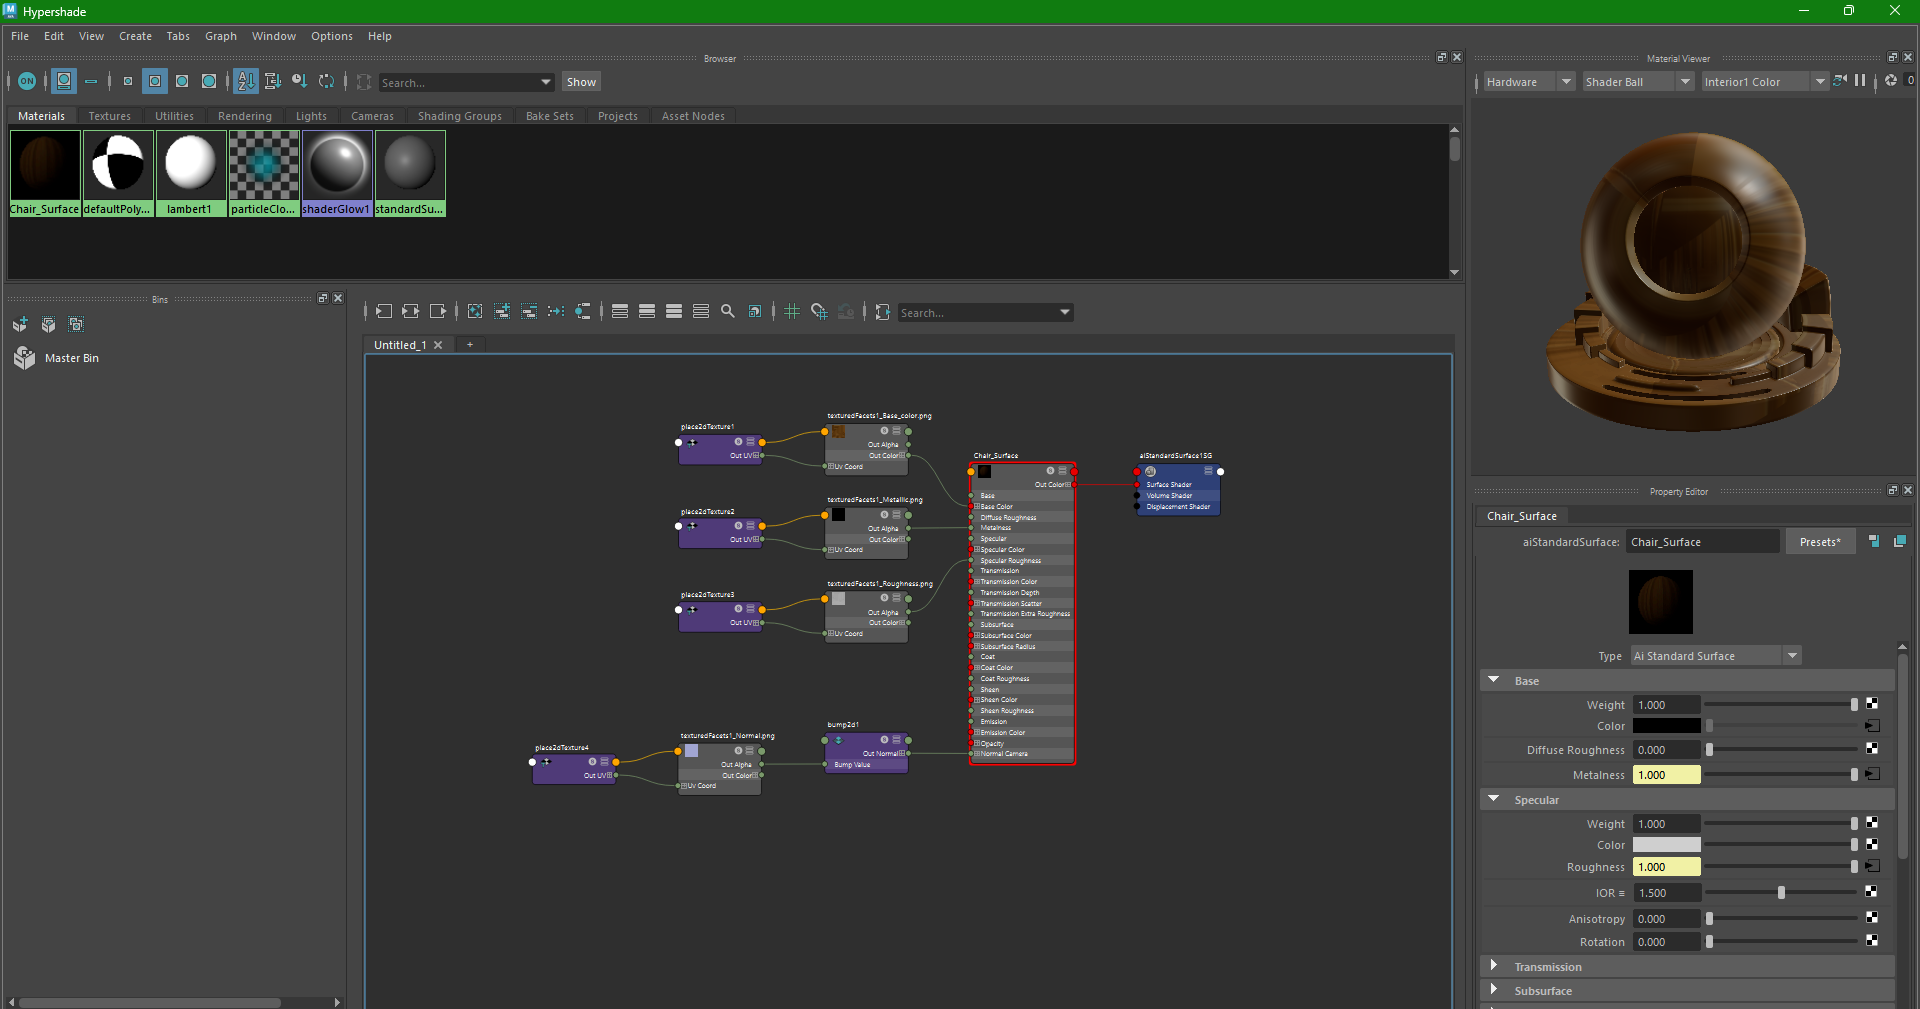 Hypershade
File Edit View Create Tabs Graph Window Options Help
Browser
ON
Search...
Show
Materials Textures Utilities Rendering Lights Cameras Shading Groups Bake Sets Projects Asset Nodes
Chair_Surface defaultPoly... lambert1 particleClo... shaderGlow1 standardSu...
Material Viewer
Hardware Shader Ball Interior1 Color 0
Bins
Master Bin
Search...
Untitled_1 +
place2dTexture1
Out UV
texturedFacets1_Base_color.png
Out Alpha
Out Color
Uv Coord
place2dTexture2
Out UV
texturedFacets1_Metallic.png
Out Alpha
Out Color
Uv Coord
place2dTexture3
Out UV
texturedFacets1_Roughness.png
Out Alpha
Out Color
Uv Coord
place2dTexture4
Out UV
texturedFacets1_Normal.png
Out Alpha
Out Color
Uv Coord
bump2d1
Out Normal
Bump Value
Chair_Surface
Out Color
Base
Base Color
Diffuse Roughness
Metalness
Specular
Specular Color
Specular Roughness
Transmission
Transmission Color
Transmission Depth
Transmission Scatter
Transmission Extra Roughness
Subsurface
Subsurface Color
Subsurface Radius
Coat
Coat Color
Coat Roughness
Sheen
Sheen Color
Sheen Roughness
Emission
Emission Color
Opacity
Normal Camera
aiStandardSurface1SG
Surface Shader
Volume Shader
Displacement Shader
Property Editor
Chair_Surface
aiStandardSurface: Chair_Surface Presets*
Type Ai Standard Surface
Base
Weight 1.000
Color
Diffuse Roughness 0.000
Metalness 1.000
Specular
Weight 1.000
Color
Roughness 1.000
IOR ≡ 1.500
Anisotropy 0.000
Rotation 0.000
Transmission
Subsurface